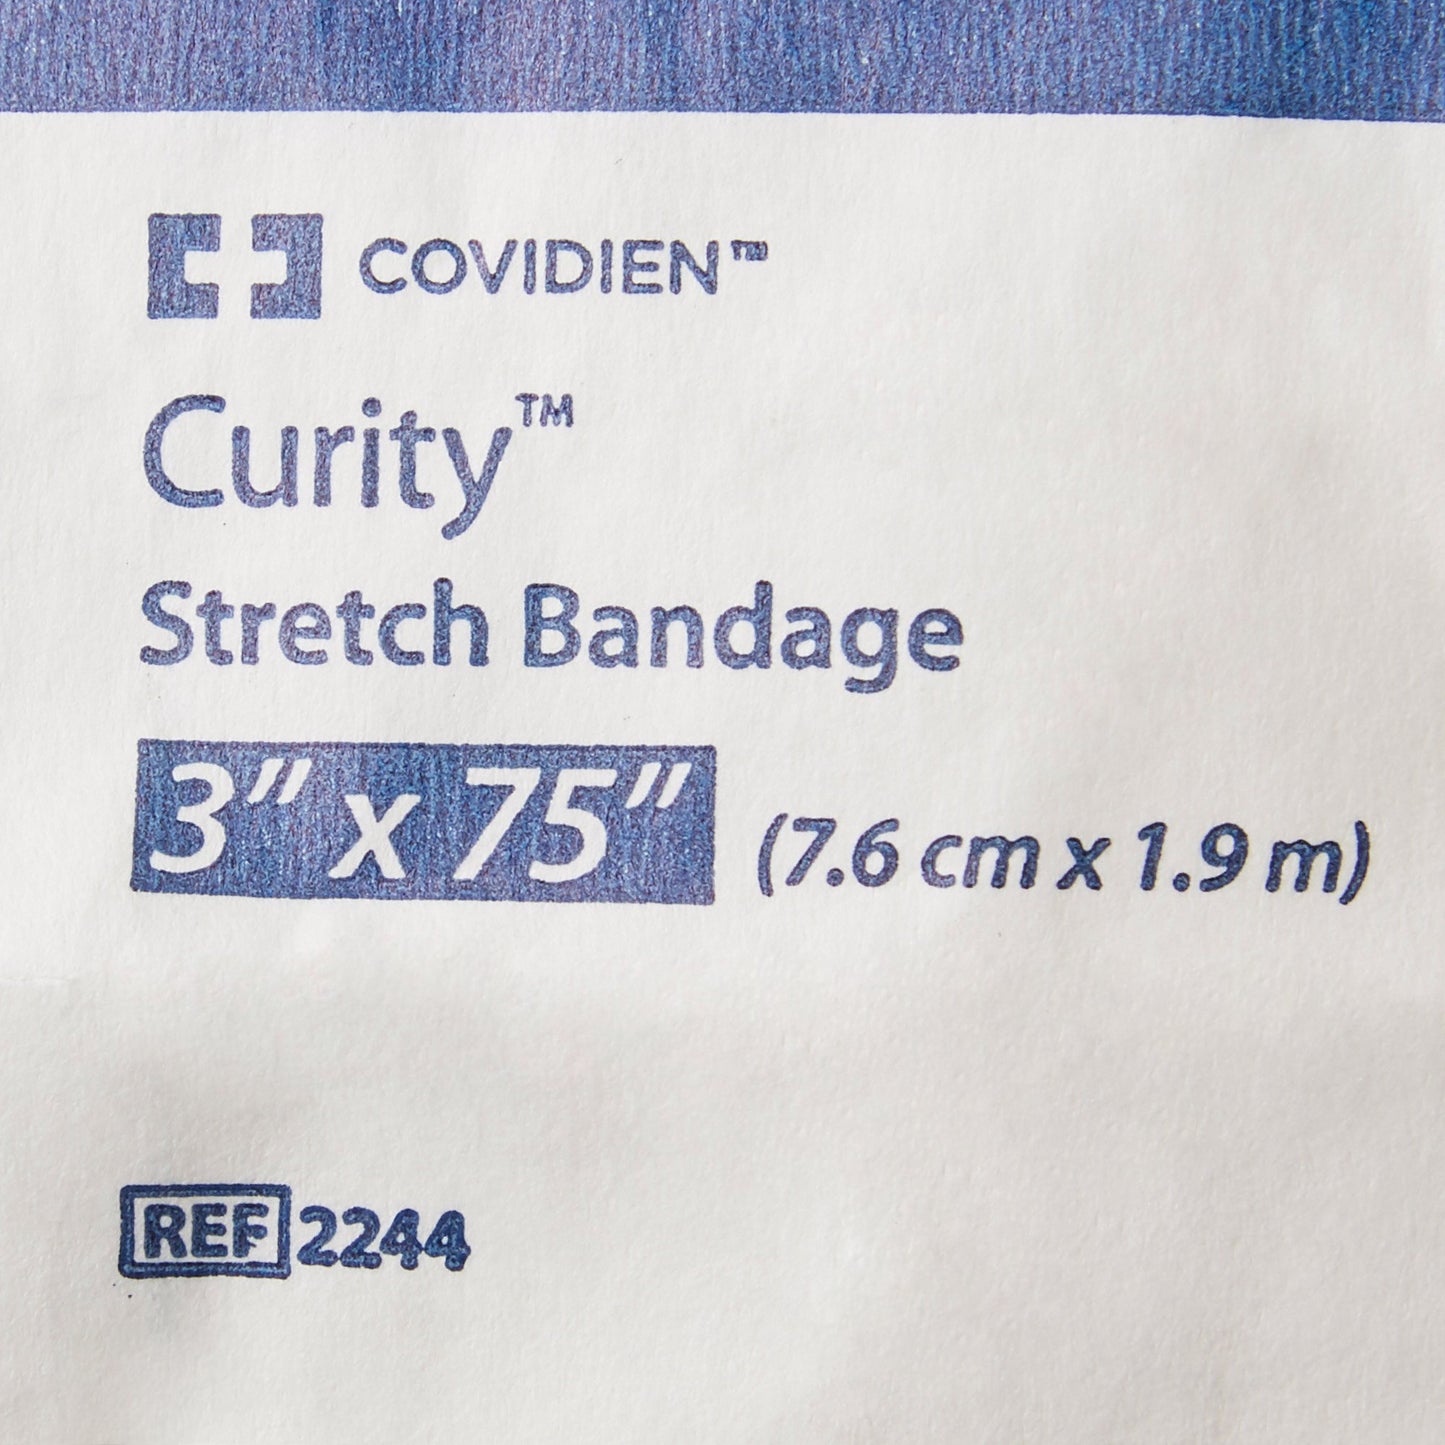 COVIDIEN™
Curity™
Stretch Bandage
3" x 75" (7.6 cm x 1.9 m)
REF 2244